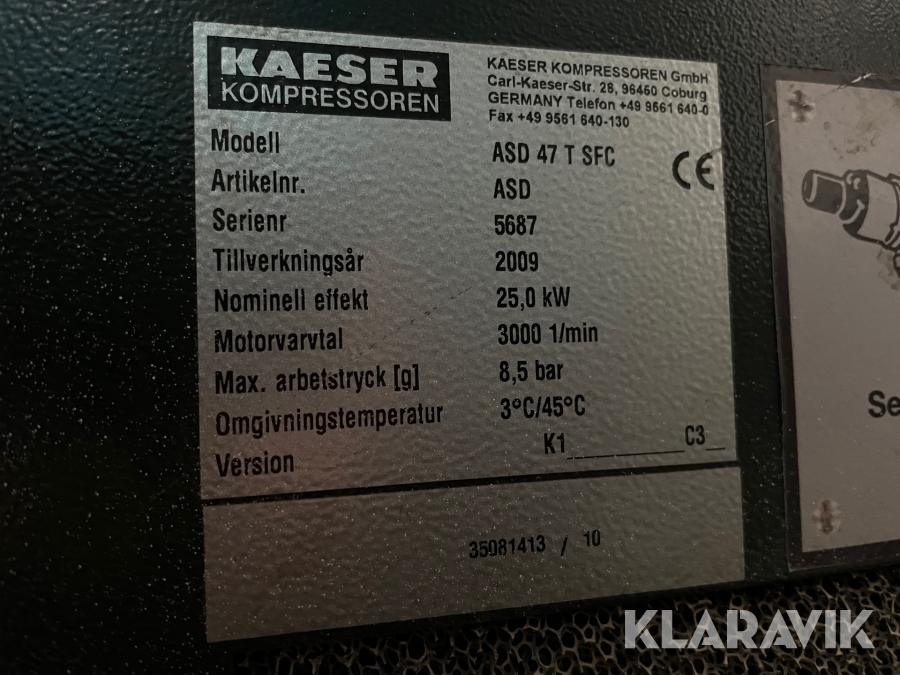 KAESER
KOMPRESSOREN
KAESER KOMPRESSOREN GmbH
Carl-Kaeser-Str. 26, 96450 Coburg
GERMANY Telefon +49 9561 640-0
Fax +49 9561 640-130
CE
Modell ASD 47 T SFC
Artikelnr. ASD
Serienr 5687
Tillverkningsår 2009
Nominell effekt 25,0 kW
Motorvarvtal 3000 1/min
Max. arbetstryck [g] 8,5 bar
Omgivningstemperatur 3°C/45°C
Version K1__________C3__
35081413 / 10
Se
KLARAVIK